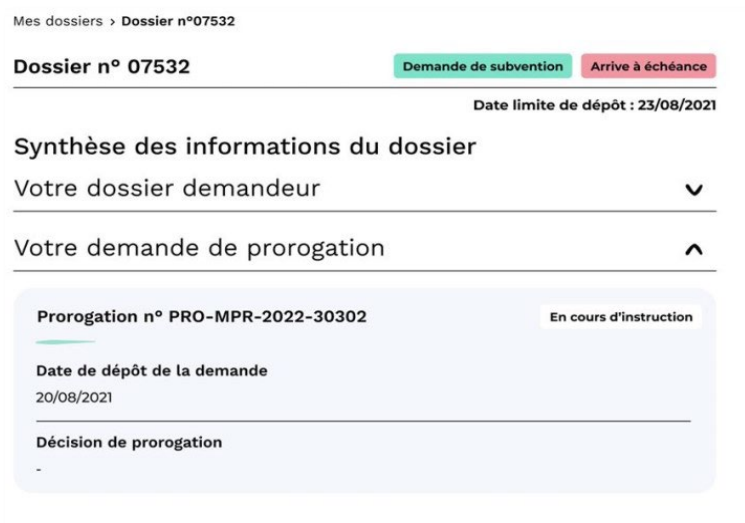 Mes dossiers › Dossier n°07532
Dossier n° 07532
Demande de subvention
Arrive à échéance
Date limite de dépôt : 23/08/2021
Synthèse des informations du dossier
Votre dossier demandeur
Votre demande de prorogation
Prorogation n° PRO-MPR-2022-30302
En cours d'instruction
Date de dépôt de la demande
20/08/2021
Décision de prorogation
-